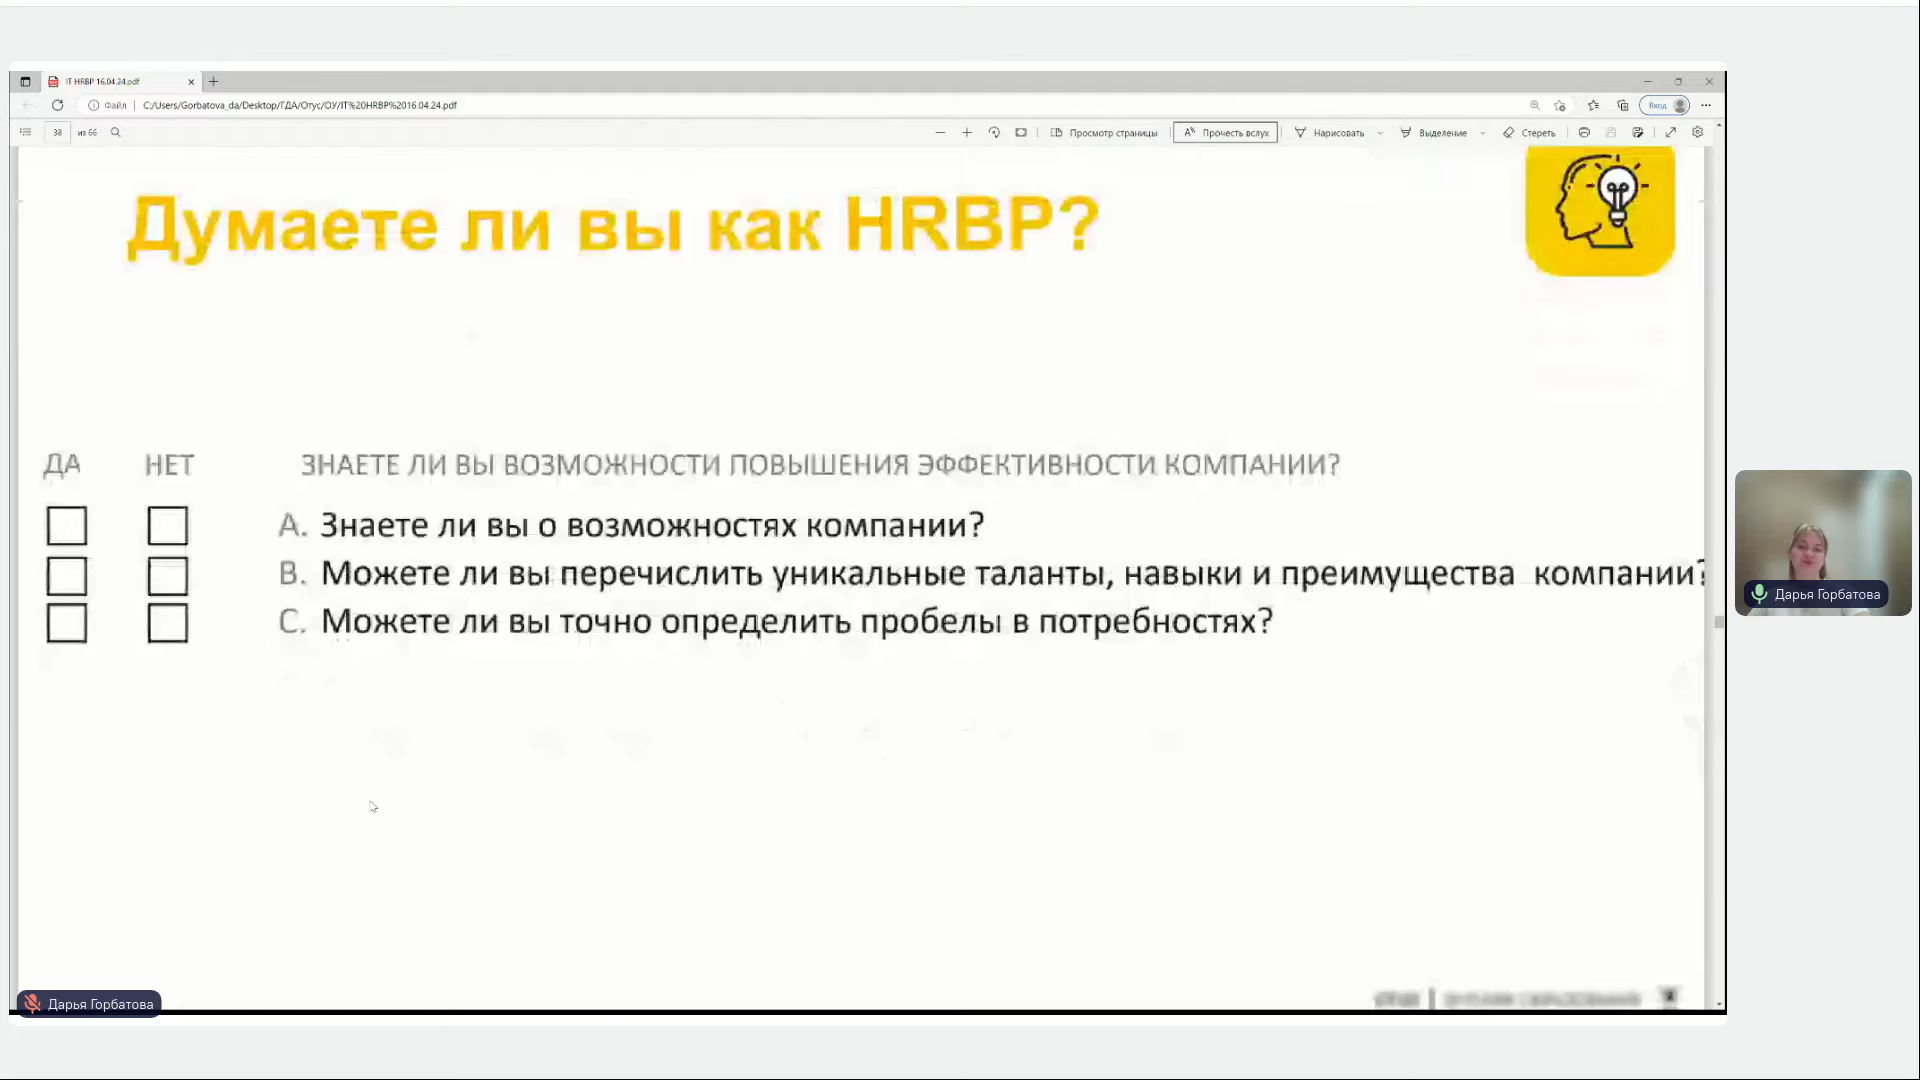 IT HRBP 16.04.24.pdf
Файл | C:/Users/Gorbatova_da/Desktop/ГДА/Отус/ОУ/IT%20HRBP%2016.04.24.pdf
Вход
38 из 66
Просмотр страницы
Прочесть вслух
Нарисовать
Выделение
Стереть
Думаете ли вы как HRBP?
ДА НЕТ ЗНАЕТЕ ЛИ ВЫ ВОЗМОЖНОСТИ ПОВЫШЕНИЯ ЭФФЕКТИВНОСТИ КОМПАНИИ?
A. Знаете ли вы о возможностях компании?
B. Можете ли вы перечислить уникальные таланты, навыки и преимущества компании?
C. Можете ли вы точно определить пробелы в потребностях?
Дарья Горбатова
Дарья Горбатова